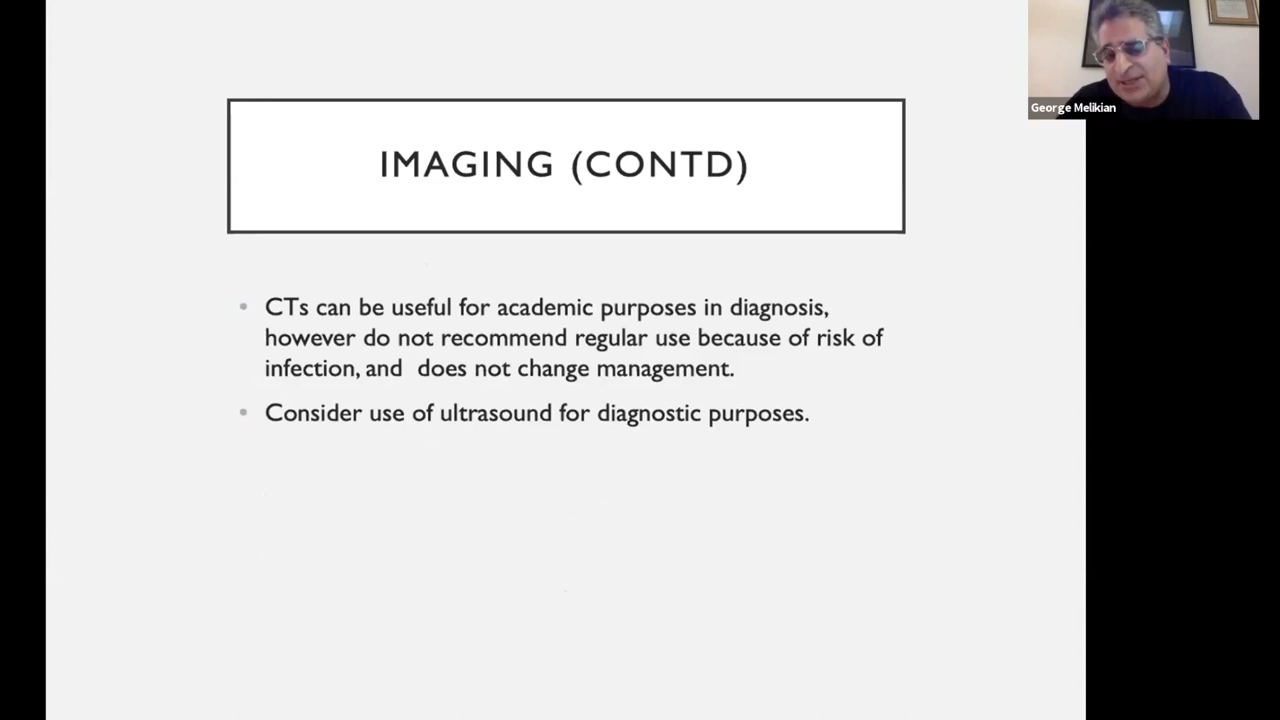 George Melikian
IMAGING (CONTD)
• CTs can be useful for academic purposes in diagnosis,
however do not recommend regular use because of risk of
infection, and  does not change management.
• Consider use of ultrasound for diagnostic purposes.